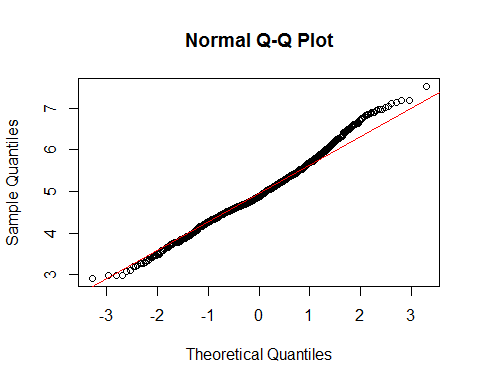 Normal Q-Q Plot
Sample Quantiles
7
6
5
4
3
-3 -2 -1 0 1 2 3
Theoretical Quantiles